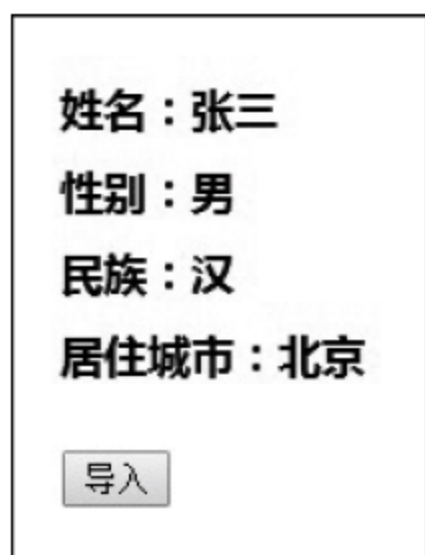 姓名：张三
性别：男
民族：汉
居住城市：北京
导入